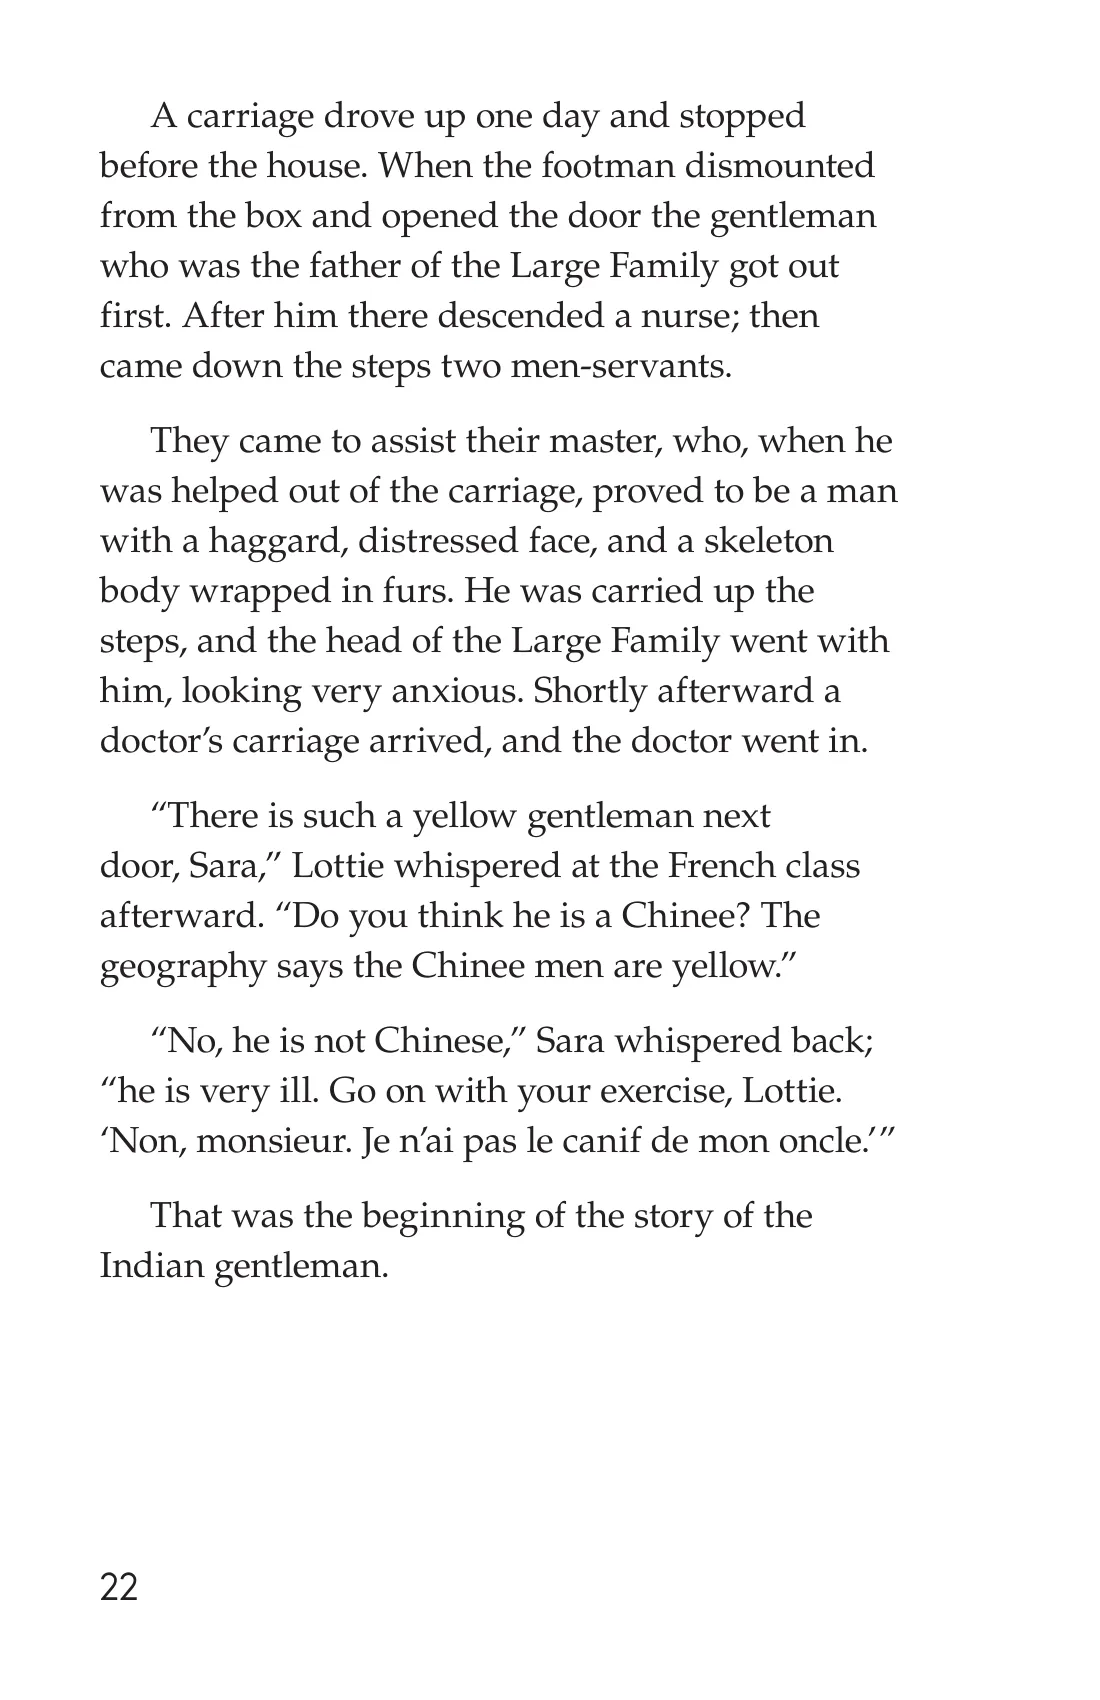 A carriage drove up one day and stopped
before the house. When the footman dismounted
from the box and opened the door the gentleman
who was the father of the Large Family got out
first. After him there descended a nurse; then
came down the steps two men-servants.
They came to assist their master, who, when he
was helped out of the carriage, proved to be a man
with a haggard, distressed face, and a skeleton
body wrapped in furs. He was carried up the
steps, and the head of the Large Family went with
him, looking very anxious. Shortly afterward a
doctor’s carriage arrived, and the doctor went in.
“There is such a yellow gentleman next
door, Sara,” Lottie whispered at the French class
afterward. “Do you think he is a Chinee? The
geography says the Chinee men are yellow.”
“No, he is not Chinese,” Sara whispered back;
“he is very ill. Go on with your exercise, Lottie.
‘Non, monsieur. Je n’ai pas le canif de mon oncle.’”
That was the beginning of the story of the
Indian gentleman.
22